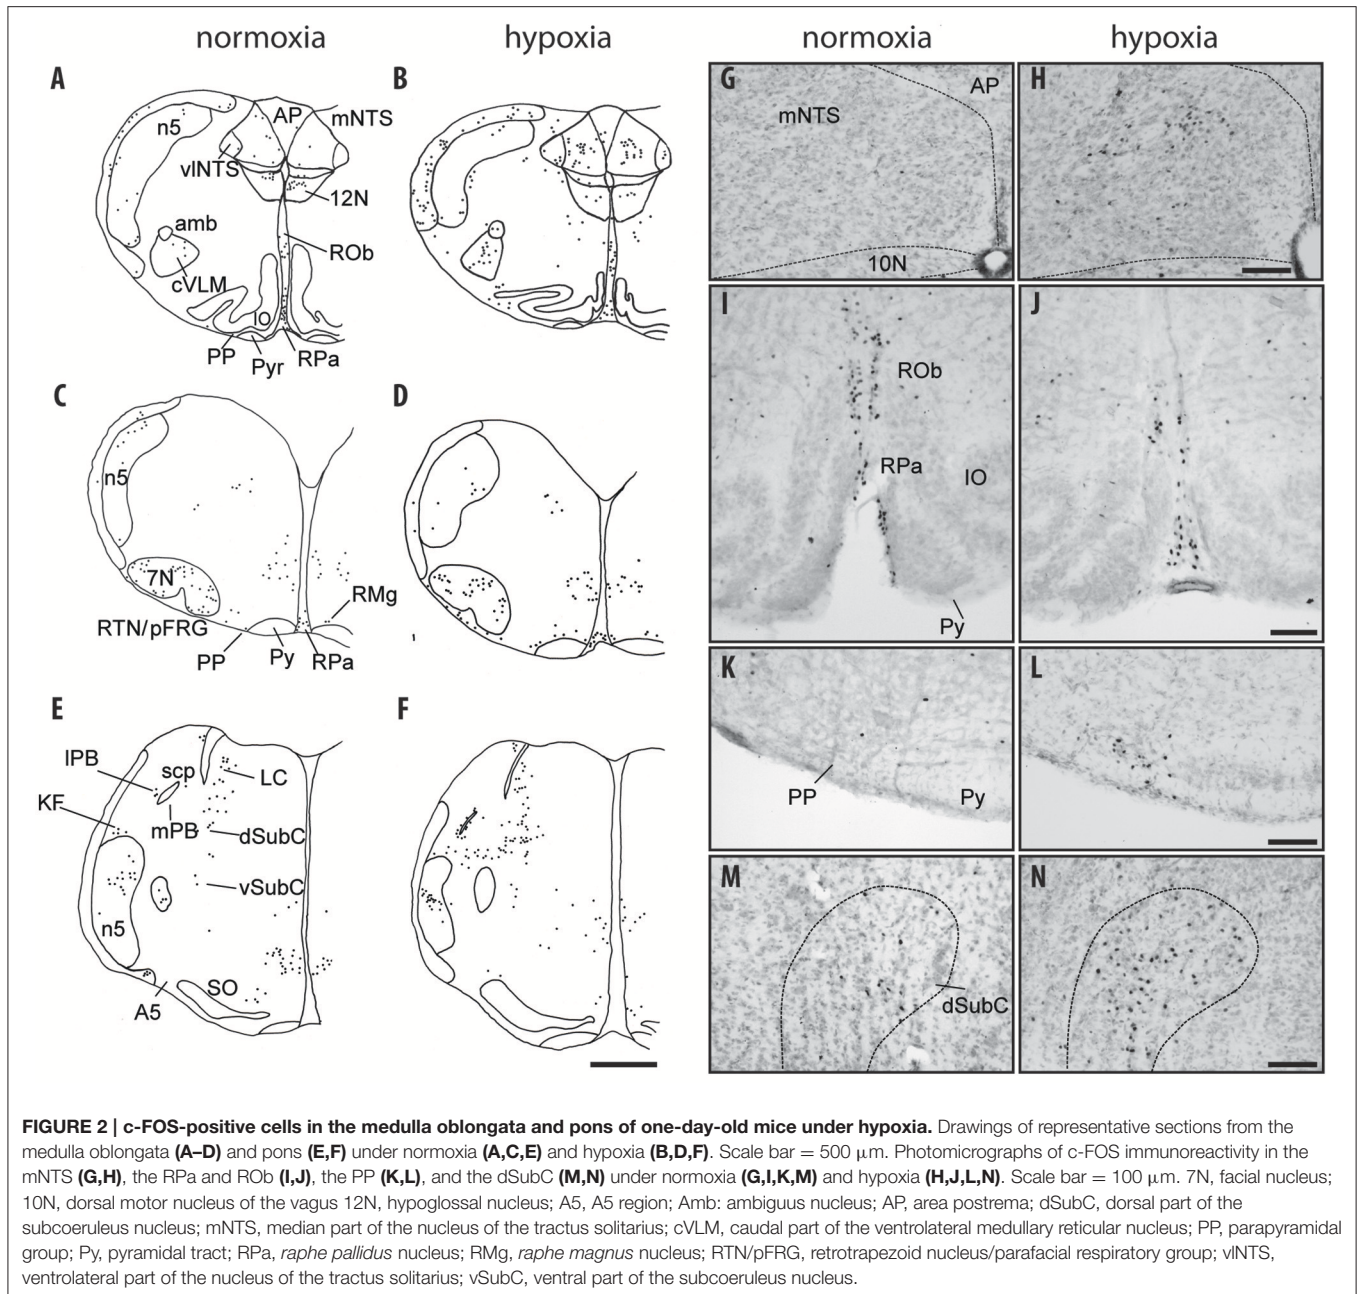 normoxia
hypoxia
normoxia
hypoxia
A
n5
AP
mNTS
vlNTS
12N
amb
ROb
cVLM
IO
PP
Pyr
RPa
B
C
n5
7N
RMg
RTN/pFRG
PP
Py
RPa
D
E
lPB
scp
LC
KF
mPB
dSubC
vSubC
n5
SO
A5
F
G
AP
mNTS
10N
H
I
ROb
RPa
IO
Py
J
K
PP
Py
L
M
dSubC
N
FIGURE 2 | c-FOS-positive cells in the medulla oblongata and pons of one-day-old mice under hypoxia. Drawings of representative sections from the
medulla oblongata (A–D) and pons (E,F) under normoxia (A,C,E) and hypoxia (B,D,F). Scale bar = 500 μm. Photomicrographs of c-FOS immunoreactivity in the
mNTS (G,H), the RPa and ROb (I,J), the PP (K,L), and the dSubC (M,N) under normoxia (G,I,K,M) and hypoxia (H,J,L,N). Scale bar = 100 μm. 7N, facial nucleus;
10N, dorsal motor nucleus of the vagus 12N, hypoglossal nucleus; A5, A5 region; Amb: ambiguus nucleus; AP, area postrema; dSubC, dorsal part of the
subcoeruleus nucleus; mNTS, median part of the nucleus of the tractus solitarius; cVLM, caudal part of the ventrolateral medullary reticular nucleus; PP, parapyramidal
group; Py, pyramidal tract; RPa, raphe pallidus nucleus; RMg, raphe magnus nucleus; RTN/pFRG, retrotrapezoid nucleus/parafacial respiratory group; vlNTS,
ventrolateral part of the nucleus of the tractus solitarius; vSubC, ventral part of the subcoeruleus nucleus.